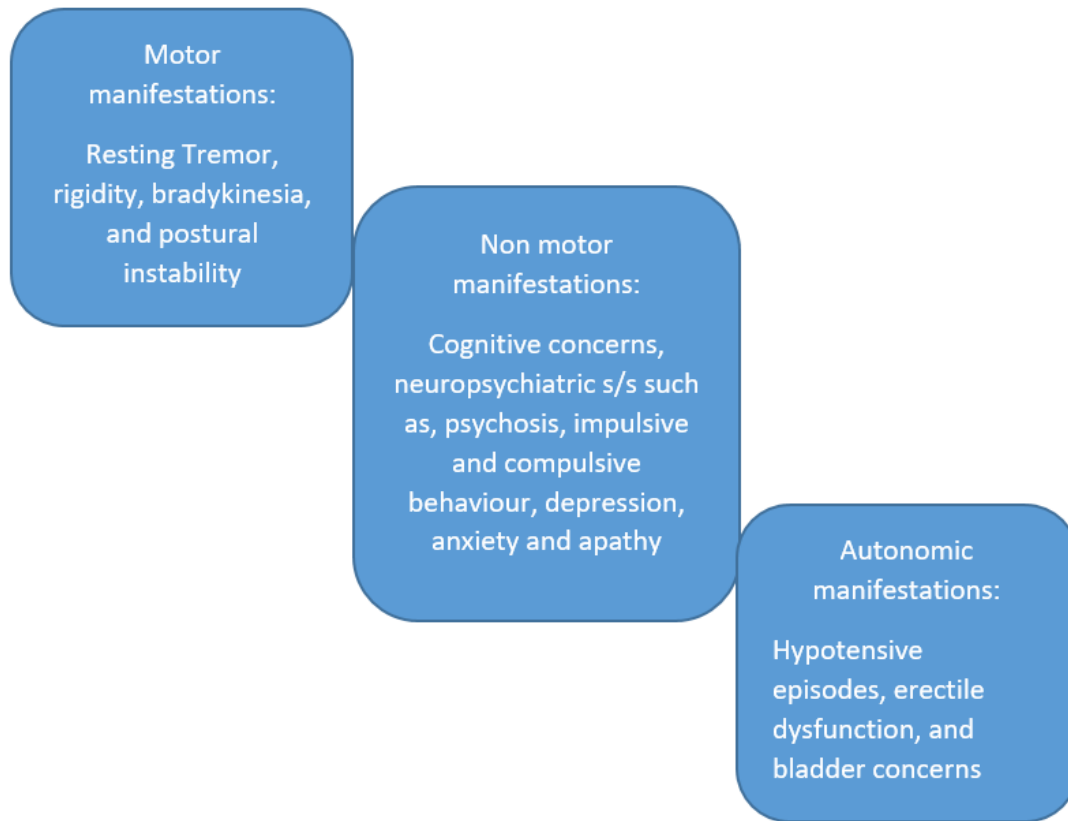 Motor
manifestations:
Resting Tremor,
rigidity, bradykinesia,
and postural
instability
Non motor
manifestations:
Cognitive concerns,
neuropsychiatric s/s such
as, psychosis, impulsive
and compulsive
behaviour, depression,
anxiety and apathy
Autonomic
manifestations:
Hypotensive
episodes, erectile
dysfunction, and
bladder concerns